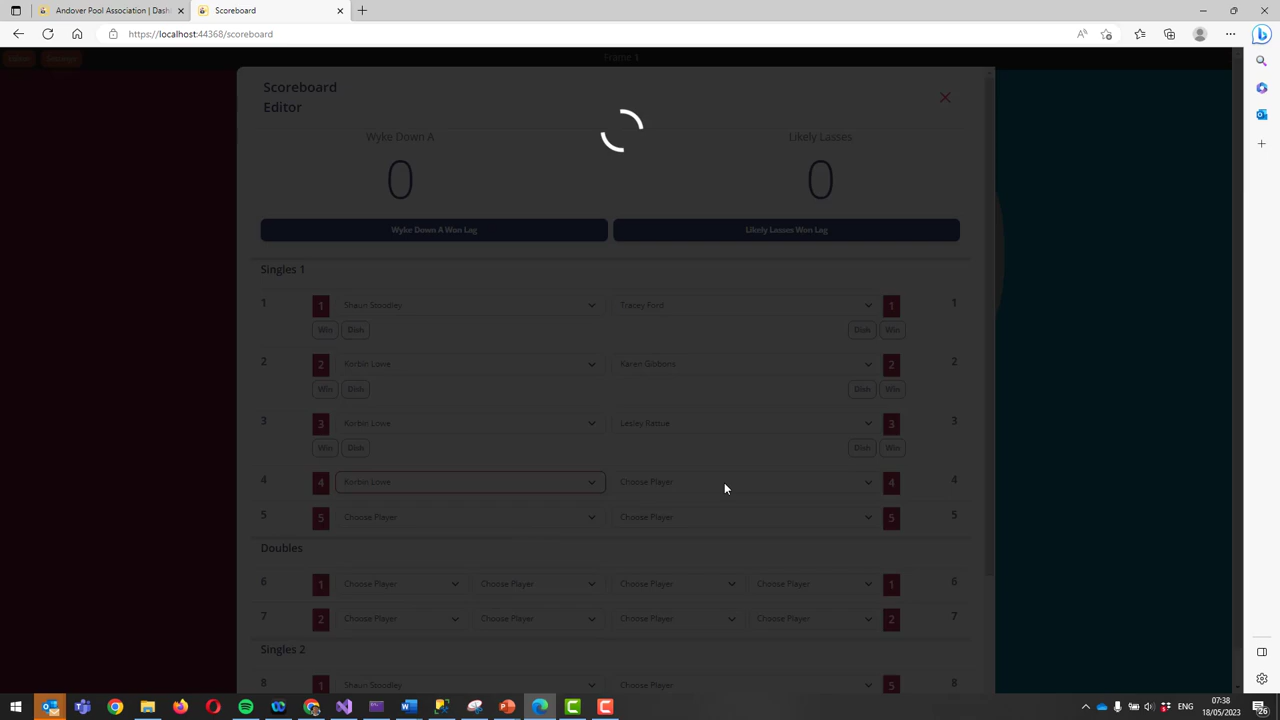 Andover Pool Association | Dash
Scoreboard
https://localhost:44368/scoreboard
Frame 1
Scoreboard
Editor
Wyke Down A
Likely Lasses
0
0
Wyke Down A Won Lag
Likely Lasses Won Lag
Singles 1
1 1 Shaun Stoodley Tracey Ford 1 1
Win Dish Dish Win
2 2 Korbin Lowe Karen Gibbons 2 2
Win Dish Dish Win
3 3 Korbin Lowe Lesley Rattue 3 3
Win Dish Dish Win
4 4 Korbin Lowe Choose Player 4 4
5 5 Choose Player Choose Player 5 5
Doubles
6 1 Choose Player Choose Player Choose Player Choose Player 1 6
7 2 Choose Player Choose Player Choose Player Choose Player 2 7
Singles 2
8 1 Shaun Stoodley Choose Player 5 8
ENG
07:38
18/05/2023
26